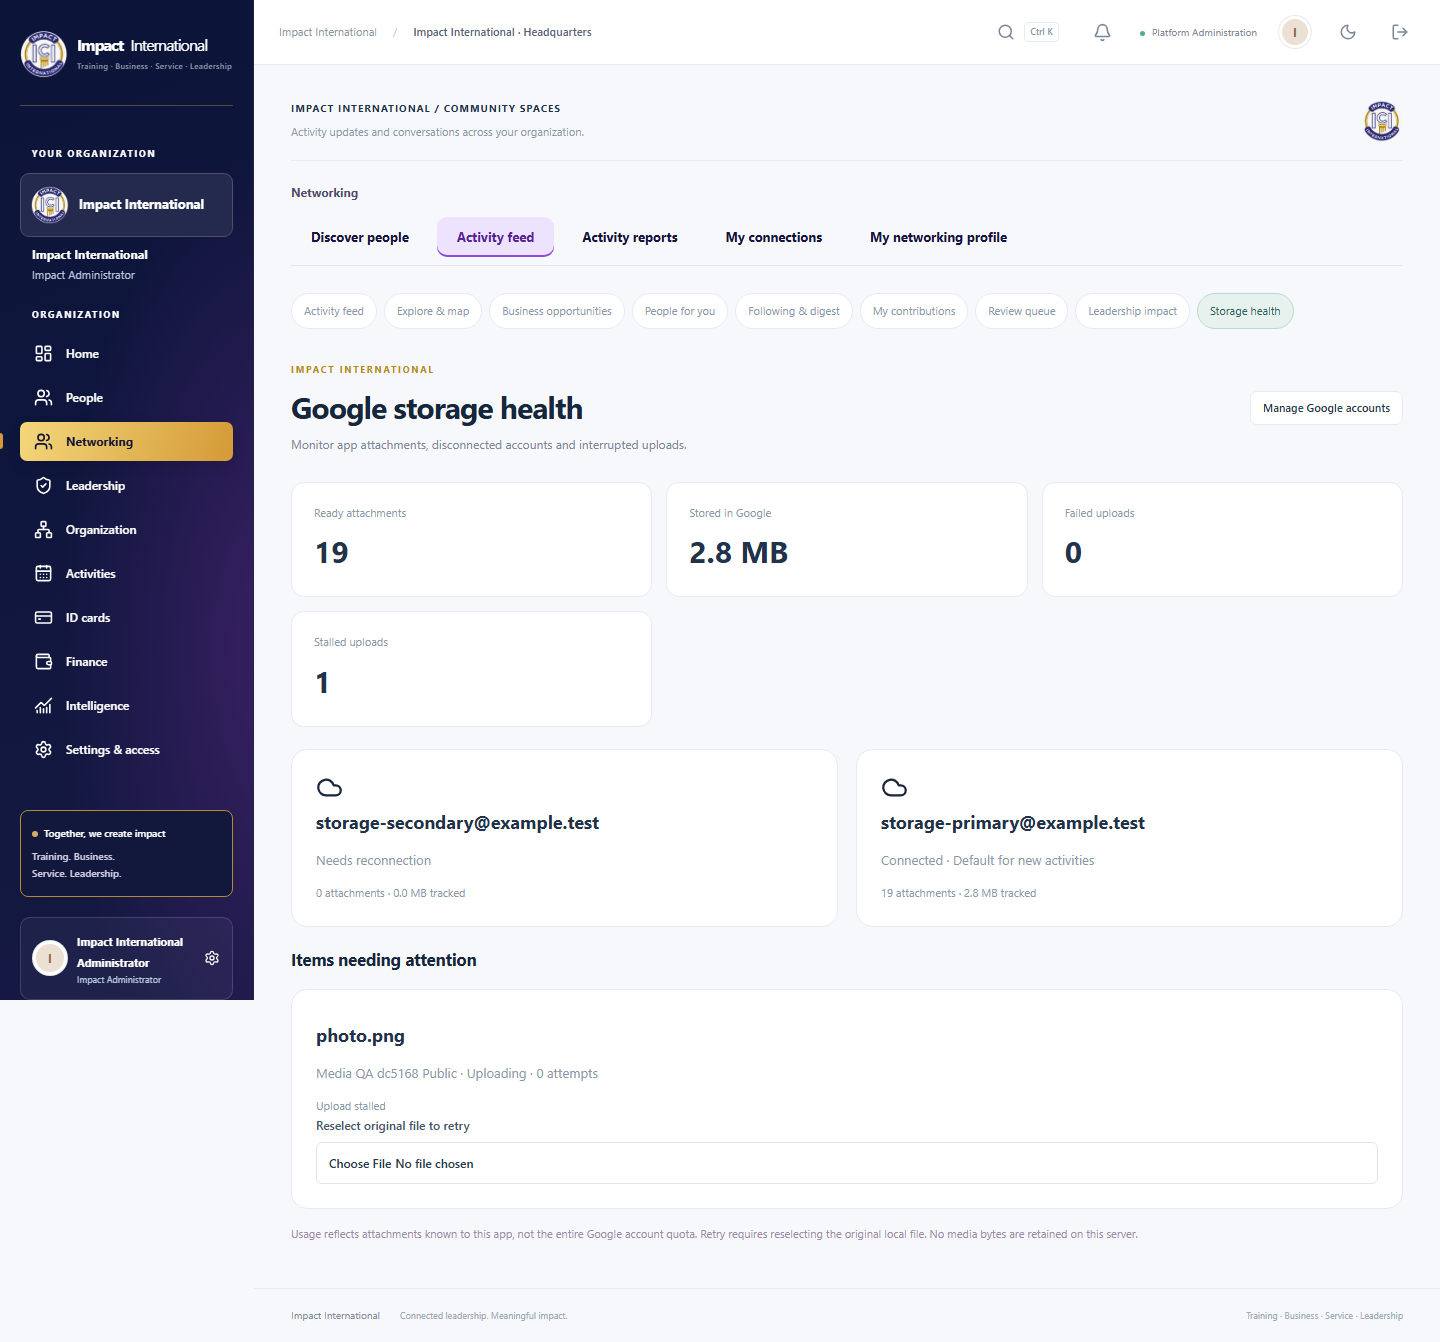 Impact International
Training · Business · Service · Leadership
YOUR ORGANIZATION
Impact International
Impact International
Impact Administrator
ORGANIZATION
Home
People
Networking
Leadership
Organization
Activities
ID cards
Finance
Intelligence
Settings & access
Together, we create impact
Training. Business.
Service. Leadership.
I
Impact International
Administrator
Impact Administrator
Impact International / Impact International · Headquarters
Ctrl K
Platform Administration
I
IMPACT INTERNATIONAL / COMMUNITY SPACES
Activity updates and conversations across your organization.
Networking
Discover people
Activity feed
Activity reports
My connections
My networking profile
Activity feed
Explore & map
Business opportunities
People for you
Following & digest
My contributions
Review queue
Leadership impact
Storage health
IMPACT INTERNATIONAL
Google storage health
Manage Google accounts
Monitor app attachments, disconnected accounts and interrupted uploads.
Ready attachments
19
Stored in Google
2.8 MB
Failed uploads
0
Stalled uploads
1
storage-secondary@example.test
Needs reconnection
0 attachments · 0.0 MB tracked
storage-primary@example.test
Connected · Default for new activities
19 attachments · 2.8 MB tracked
Items needing attention
photo.png
Media QA dc5168 Public · Uploading · 0 attempts
Upload stalled
Reselect original file to retry
Choose File No file chosen
Usage reflects attachments known to this app, not the entire Google account quota. Retry requires reselecting the original local file. No media bytes are retained on this server.
Impact International
Connected leadership. Meaningful impact.
Training · Business · Service · Leadership